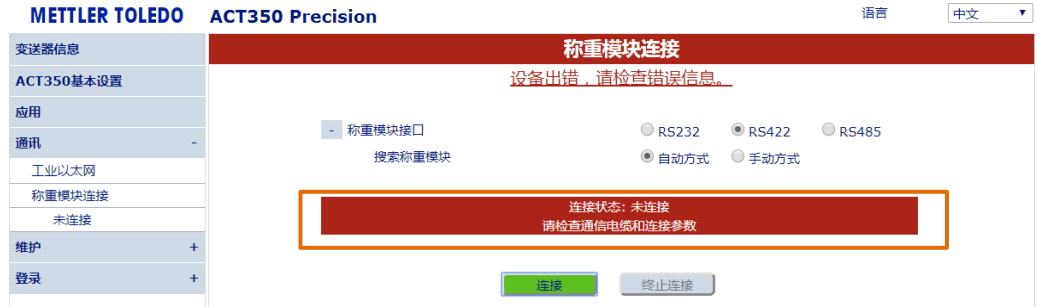 METTLER TOLEDO ACT350 Precision 语言 中文
变送器信息
称重模块连接
ACT350基本设置
设备出错，请检查错误信息。
应用
通讯 -
- 称重模块接口 RS232 RS422 RS485
搜索称重模块 自动方式 手动方式
工业以太网
称重模块连接
未连接
连接状态: 未连接
请检查通信电缆和连接参数
维护 +
登录 +
连接 终止连接